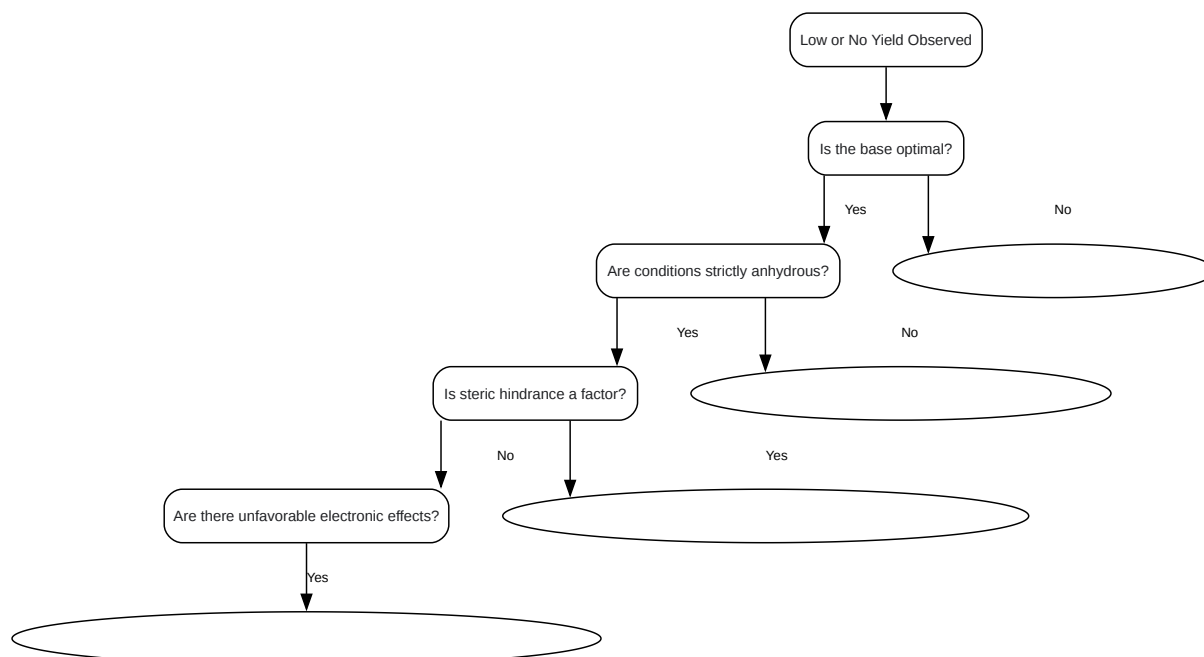 Low or No Yield Observed
Is the base optimal?
Yes
No
Are conditions strictly anhydrous?
Yes
No
Is steric hindrance a factor?
No
Yes
Are there unfavorable electronic effects?
Yes